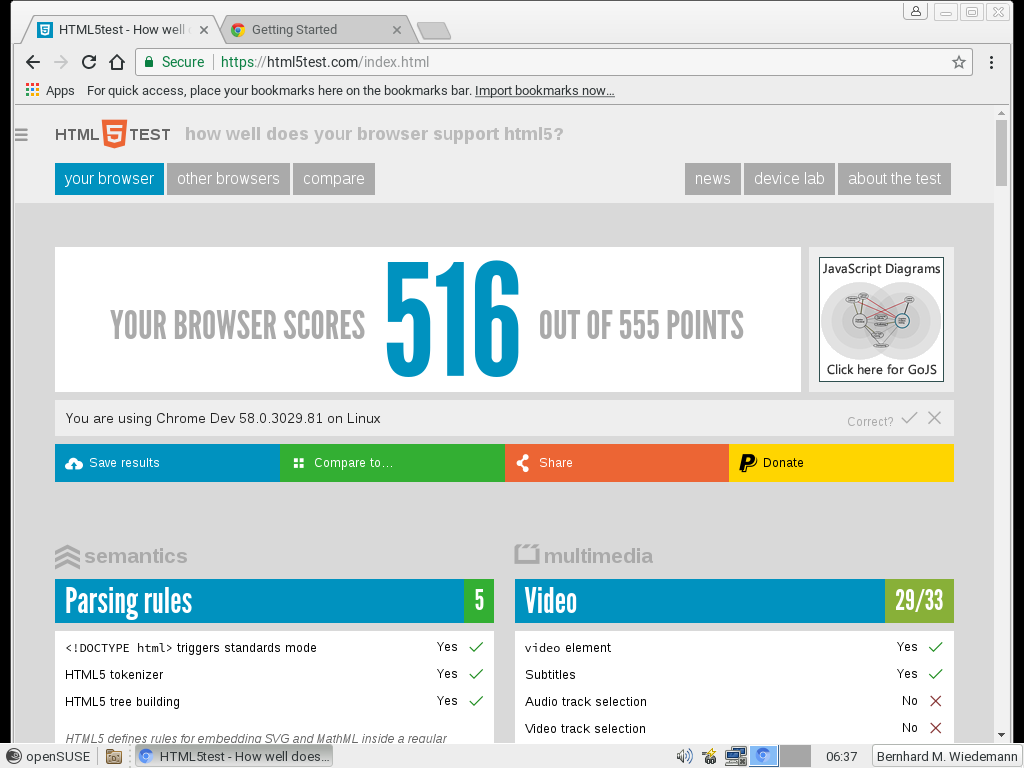 HTML5test - How well
Getting Started
Secure
https://html5test.com/index.html
Apps
For quick access, place your bookmarks here on the bookmarks bar. Import bookmarks now...
HTML 5 TEST
how well does your browser support html5?
your browser
other browsers
compare
news
device lab
about the test
YOUR BROWSER SCORES 516 OUT OF 555 POINTS
JavaScript Diagrams
Click here for GoJS
You are using Chrome Dev 58.0.3029.81 on Linux
Correct?
Save results
Compare to...
Share
Donate
semantics
Parsing rules 5
<!DOCTYPE html> triggers standards mode Yes
HTML5 tokenizer Yes
HTML5 tree building Yes
HTML5 defines rules for embedding SVG and MathML inside a regular
multimedia
Video 29/33
video element Yes
Subtitles Yes
Audio track selection No
Video track selection No
openSUSE
HTML5test - How well does...
06:37
Bernhard M. Wiedemann